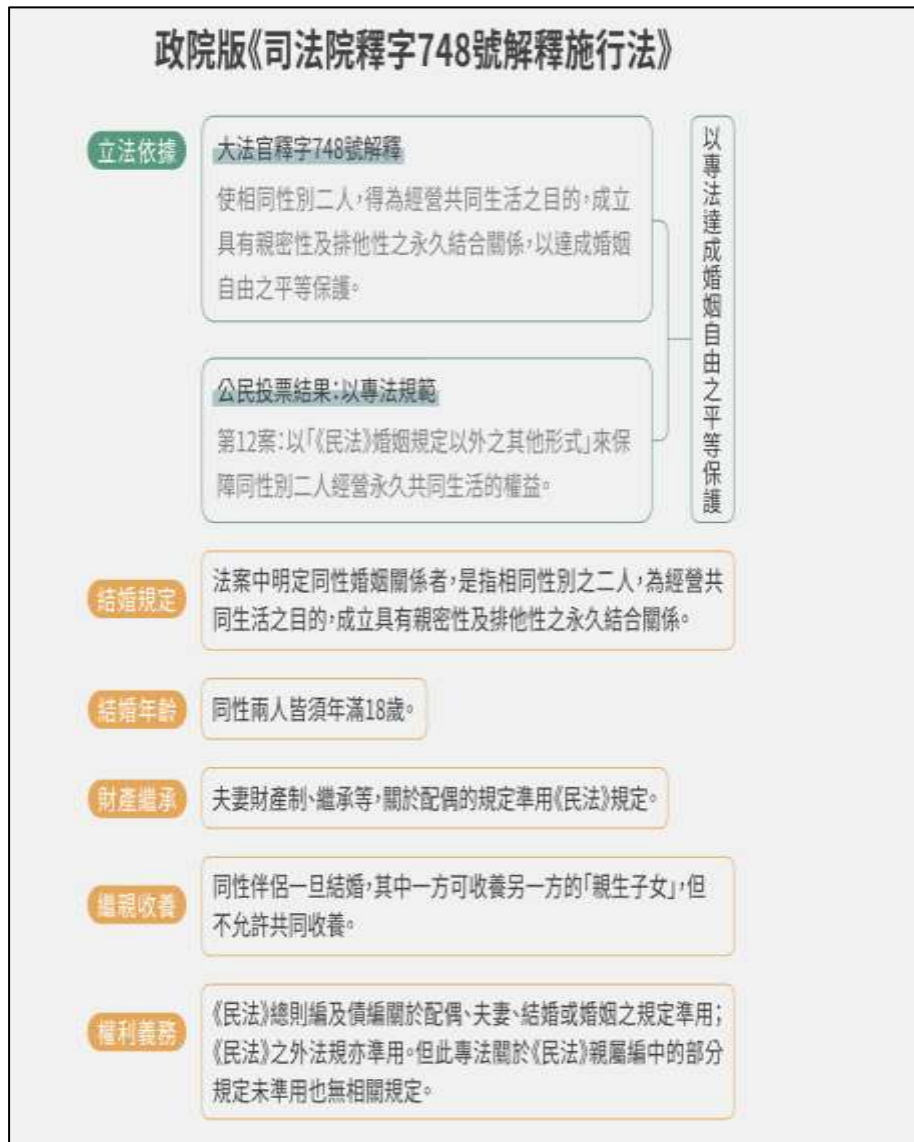 政院版《司法院釋字748號解釋施行法》
立法依據
大法官釋字748號解釋
使相同性別二人，得為經營共同生活之目的，成立
具有親密性及排他性之永久結合關係，以達成婚姻
自由之平等保護。
公民投票結果：以專法規範
第12案：以「《民法》婚姻規定以外之其他形式」來保
障同性別二人經營永久共同生活的權益。
以專法達成婚姻自由之平等保護
結婚規定
法案中明定同性婚姻關係者，是指相同性別之二人，為經營共
同生活之目的，成立具有親密性及排他性之永久結合關係。
結婚年齡
同性兩人皆須年滿18歲。
財產繼承
夫妻財產制、繼承等，關於配偶的規定準用《民法》規定。
繼親收養
同性伴侶一旦結婚，其中一方可收養另一方的「親生子女」，但
不允許共同收養。
權利義務
《民法》總則編及債編關於配偶、夫妻、結婚或婚姻之規定準用；
《民法》之外法規亦準用。但此專法關於《民法》親屬編中的部分
規定未準用也無相關規定。